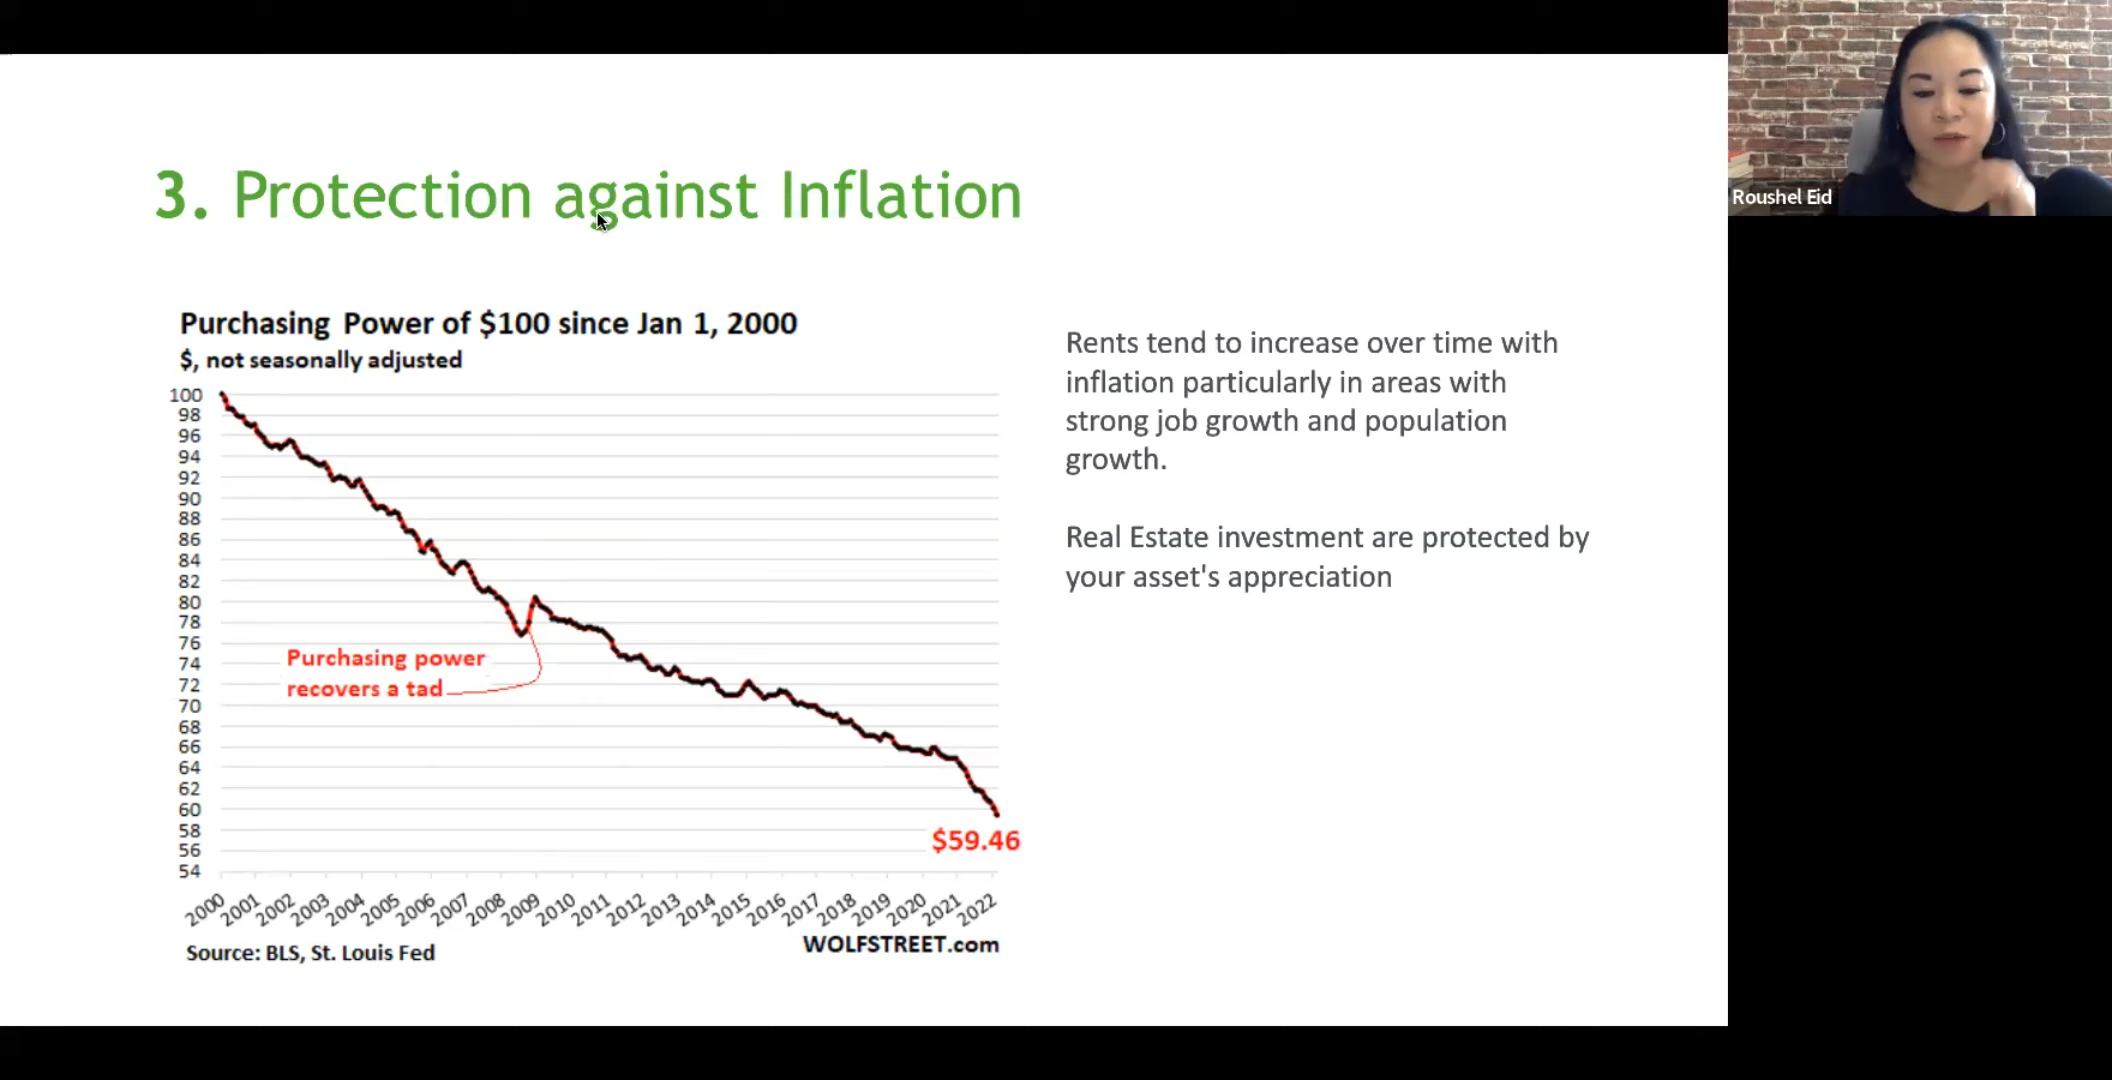 3. Protection against Inflation
Purchasing Power of $100 since Jan 1, 2000
$, not seasonally adjusted
100
98
96
94
92
90
88
86
84
82
80
78
76
74
72
70
68
66
64
62
60
58
56
54
Purchasing power
recovers a tad
$59.46
2000 2001 2002 2003 2004 2005 2006 2007 2008 2009 2010 2011 2012 2013 2014 2015 2016 2017 2018 2019 2020 2021 2022
Source: BLS, St. Louis Fed
WOLFSTREET.com
Rents tend to increase over time with
inflation particularly in areas with
strong job growth and population
growth.
Real Estate investment are protected by
your asset's appreciation
Roushel Eid